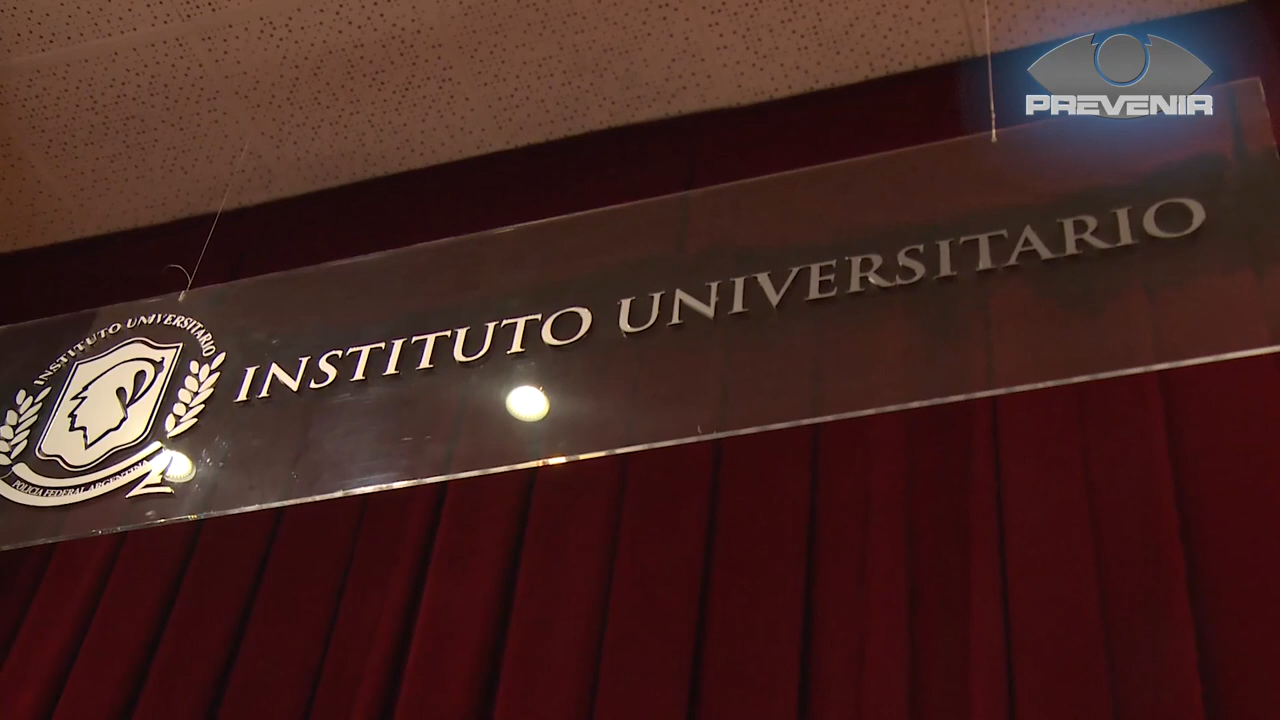 PREVENIR
INSTITUTO UNIVERSITARIO
INSTITUTO UNIVERSITARIO
POLICIA FEDERAL ARGENTINA